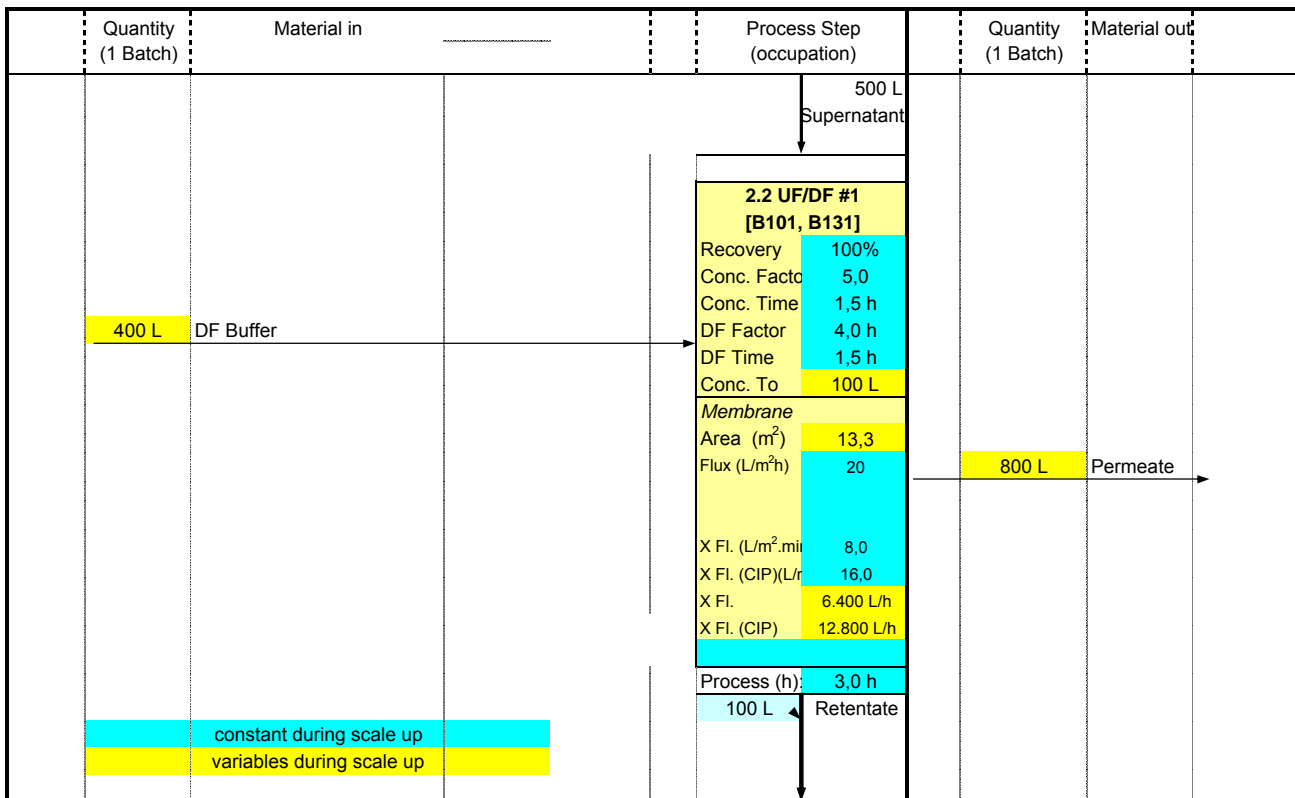 Quantity
(1 Batch)
Material in
Process Step
(occupation)
Quantity
(1 Batch)
Material out
500 L
Supernatant
2.2 UF/DF #1
[B101, B131]
Recovery 100%
Conc. Facto 5,0
Conc. Time 1,5 h
400 L DF Buffer
DF Factor 4,0 h
DF Time 1,5 h
Conc. To 100 L
Membrane
Area (m²) 13,3
Flux (L/m²h) 20
800 L Permeate
X Fl. (L/m².min 8,0
X Fl. (CIP)(L/r 16,0
X Fl. 6.400 L/h
X Fl. (CIP) 12.800 L/h
Process (h): 3,0 h
100 L Retentate
constant during scale up
variables during scale up